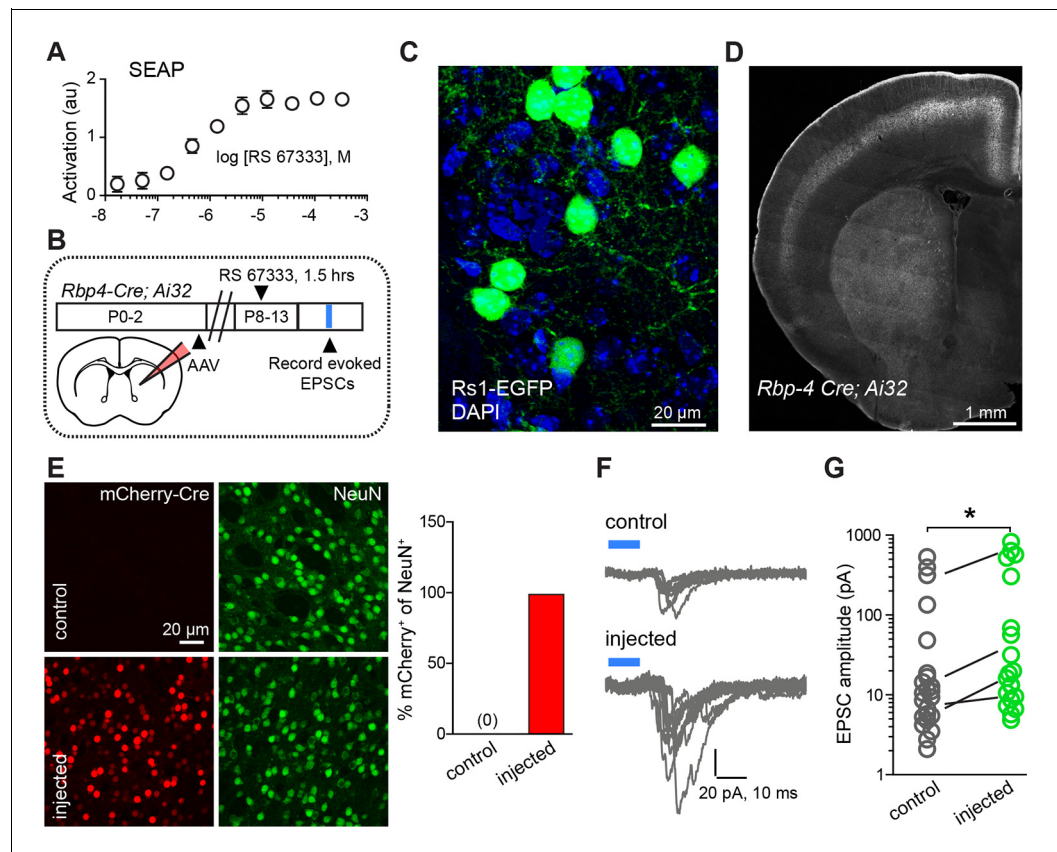 A
SEAP
Activation (au)
2
1
0
log [RS 67333], M
-8 -7 -6 -5 -4 -3
B
RS 67333, 1.5 hrs
Rbp4-Cre; Ai32
P0-2
P8-13
AAV
Record evoked
EPSCs
C
Rs1-EGFP
DAPI
20 µm
D
Rbp-4 Cre; Ai32
1 mm
E
mCherry-Cre
NeuN
control
20 µm
injected
% mCherry⁺ of NeuN⁺
150
100
50
0
(0)
control
injected
F
control
injected
20 pA, 10 ms
G
*
EPSC amplitude (pA)
1000
100
10
1
control
injected